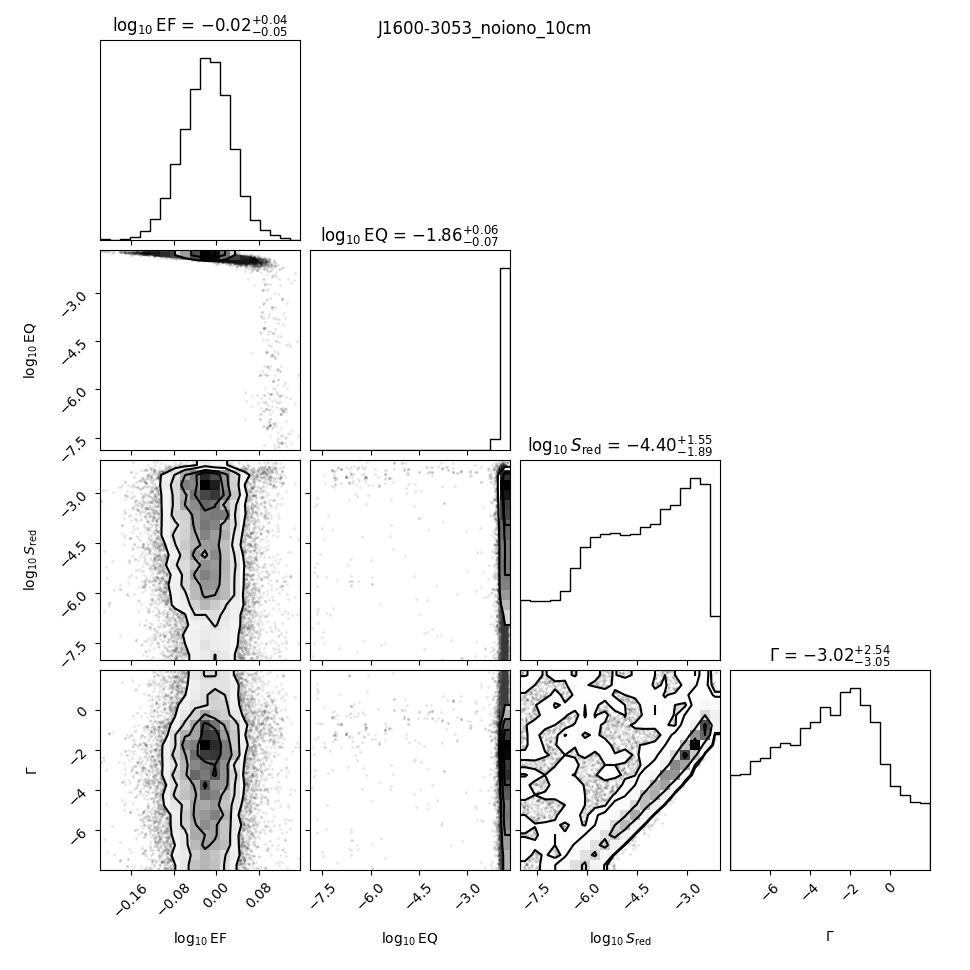 log₁₀ EF = −0.02 +0.04 −0.05
J1600-3053_noiono_10cm
log₁₀ EQ = −1.86 +0.06 −0.07
−3.0
−4.5
−6.0
−7.5
log₁₀ EQ
log₁₀ S_red = −4.40 +1.55 −1.89
−3.0
−4.5
−6.0
−7.5
log₁₀ S_red
Γ = −3.02 +2.54 −3.05
0
−2
−4
−6
Γ
−0.16 −0.08 0.00 0.08
−7.5 −6.0 −4.5 −3.0
−7.5 −6.0 −4.5 −3.0
−6 −4 −2 0
log₁₀ EF
log₁₀ EQ
log₁₀ S_red
Γ